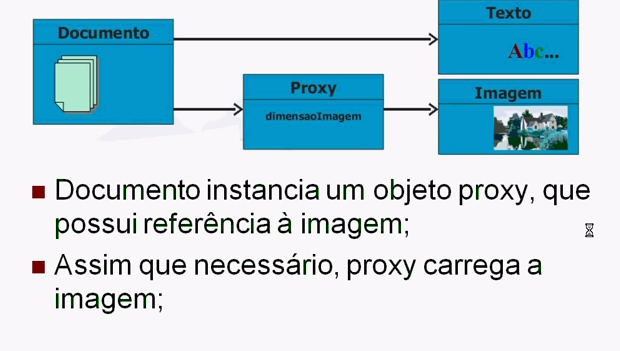 Texto
Documento
Abc...
Proxy
Imagem
dimensaoImagem
Documento instancia um objeto proxy, que
possui referência à imagem;
Assim que necessário, proxy carrega a
imagem;